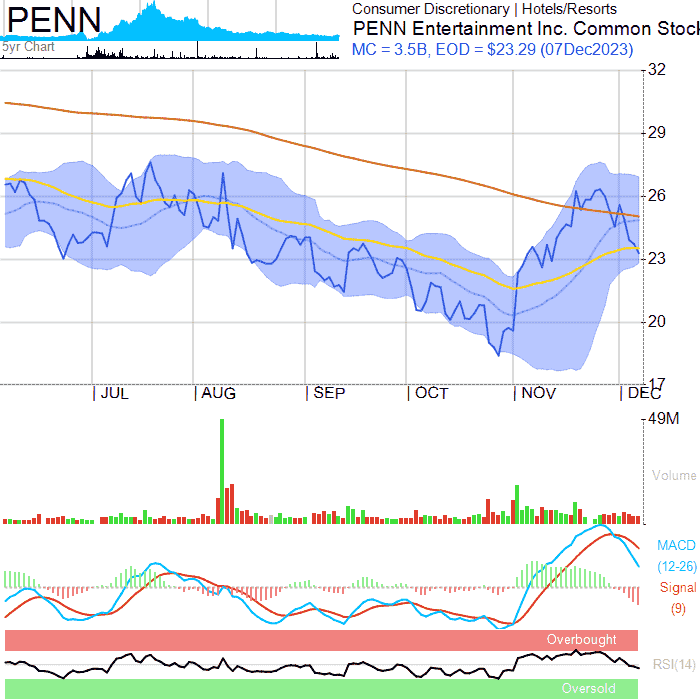 PENN
5yr Chart
Consumer Discretionary | Hotels/Resorts
PENN Entertainment Inc. Common Stock
MC = 3.5B, EOD = $23.29 (07Dec2023)
32
29
26
23
20
17
JUL
AUG
SEP
OCT
NOV
DEC
49M
Volume
MACD
(12-26)
Signal
(9)
Overbought
RSI(14)
Oversold